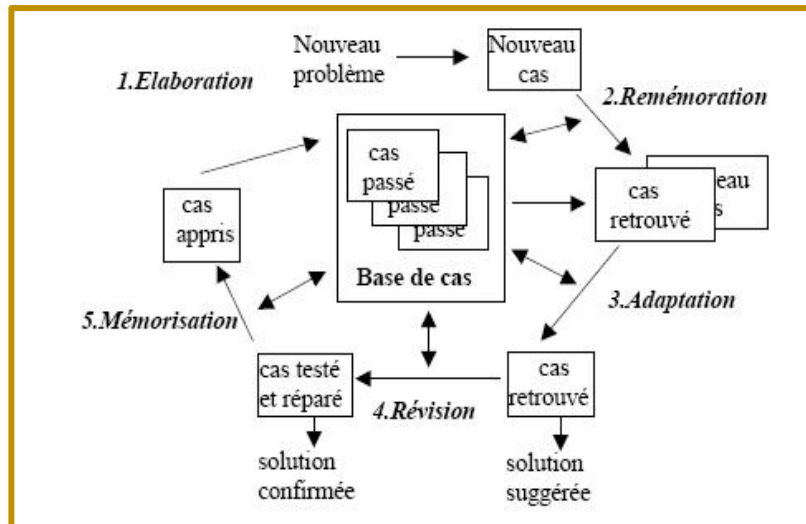 Nouveau
problème
Nouveau
cas
1.Elaboration
2.Remémoration
cas
passé
passé
passé
Base de cas
cas
retrouvé
eau
s
cas
appris
3.Adaptation
5.Mémorisation
cas testé
et réparé
4.Révision
cas
retrouvé
solution
confirmée
solution
suggérée